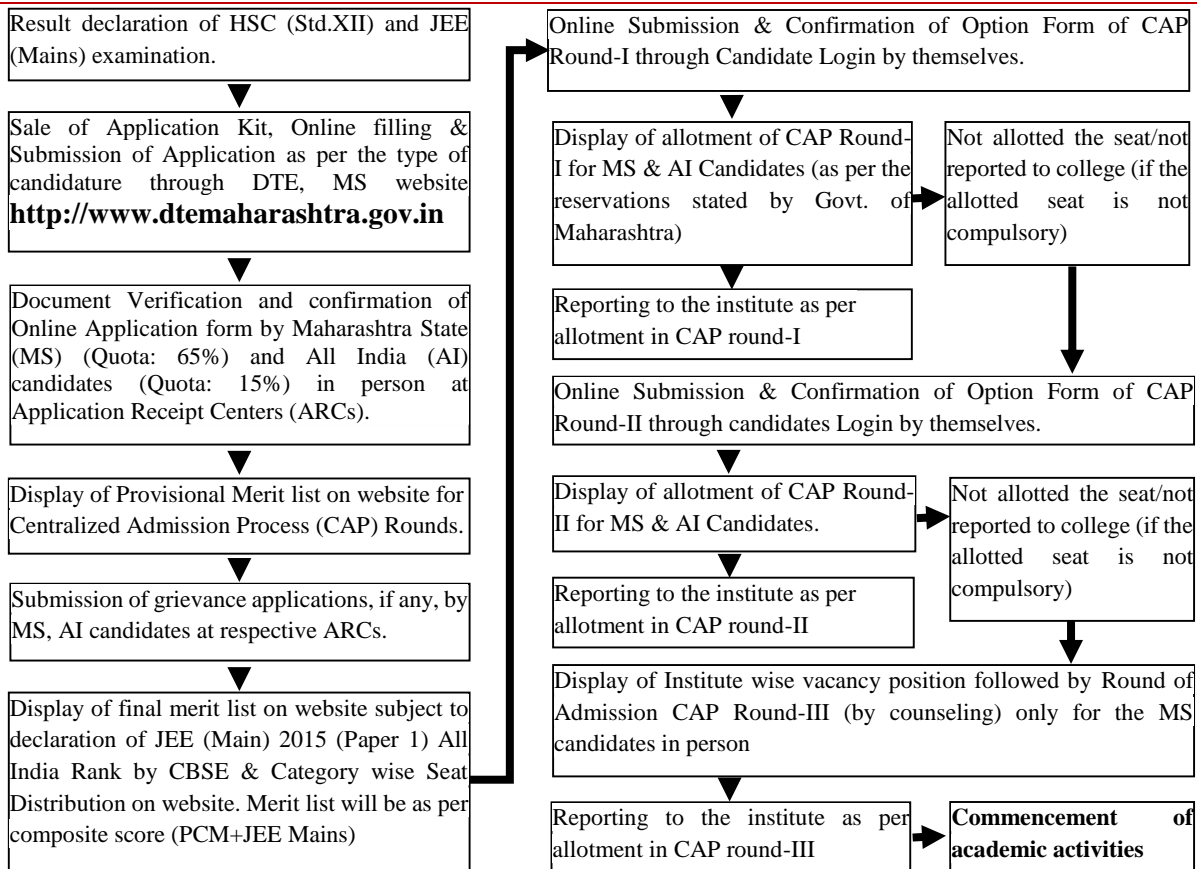 Result declaration of HSC (Std.XII) and JEE
(Mains) examination.
Sale of Application Kit, Online filling &
Submission of Application as per the type of
candidature through DTE, MS website
http://www.dtemaharashtra.gov.in
Document Verification and confirmation of
Online Application form by Maharashtra State
(MS) (Quota: 65%) and All India (AI)
candidates (Quota: 15%) in person at
Application Receipt Centers (ARCs).
Display of Provisional Merit list on website for
Centralized Admission Process (CAP) Rounds.
Submission of grievance applications, if any, by
MS, AI candidates at respective ARCs.
Display of final merit list on website subject to
declaration of JEE (Main) 2015 (Paper 1) All
India Rank by CBSE & Category wise Seat
Distribution on website. Merit list will be as per
composite score (PCM+JEE Mains)
Online Submission & Confirmation of Option Form of CAP
Round-I through Candidate Login by themselves.
Display of allotment of CAP Round-
I for MS & AI Candidates (as per the
reservations stated by Govt. of
Maharashtra)
Not allotted the seat/not
reported to college (if the
allotted seat is not
compulsory)
Reporting to the institute as per
allotment in CAP round-I
Online Submission & Confirmation of Option Form of CAP
Round-II through candidates Login by themselves.
Display of allotment of CAP Round-
II for MS & AI Candidates.
Not allotted the seat/not
reported to college (if the
allotted seat is not
compulsory)
Reporting to the institute as per
allotment in CAP round-II
Display of Institute wise vacancy position followed by Round of
Admission CAP Round-III (by counseling) only for the MS
candidates in person
Reporting to the institute as per
allotment in CAP round-III
Commencement of
academic activities